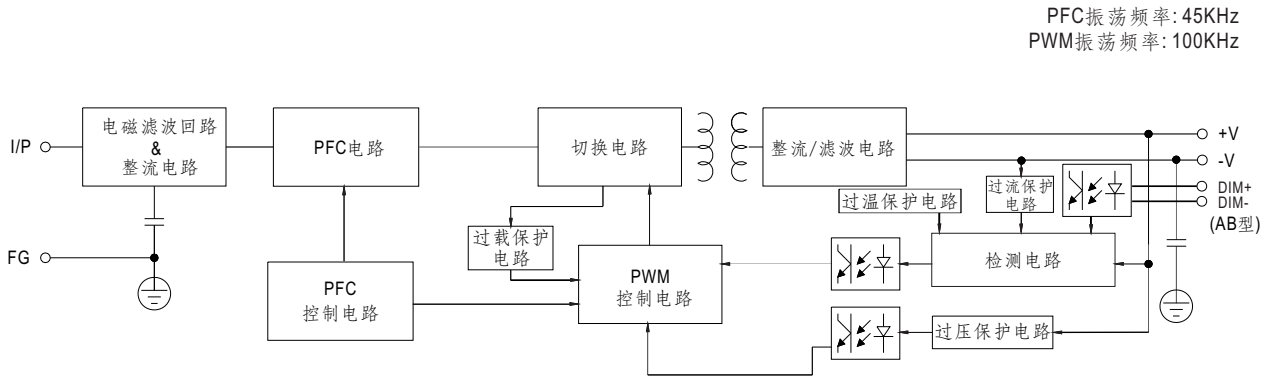 PFC振荡频率: 45KHz
PWM振荡频率: 100KHz
I/P
电磁滤波回路
&
整流电路
PFC电路
切换电路
整流/滤波电路
+V
-V
DIM+
DIM-
(AB型)
过温保护电路
过流保护
电路
过载保护
电路
FG
PFC
控制电路
PWM
控制电路
检测电路
过压保护电路